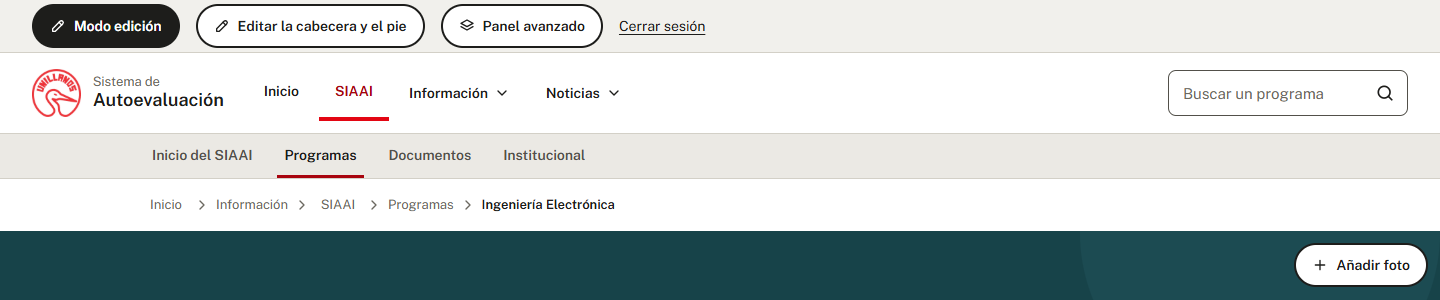 Modo edición
Editar la cabecera y el pie
Panel avanzado
Cerrar sesión
UNILLANOS
Sistema de
Autoevaluación
Inicio
SIAAI
Información
Noticias
Buscar un programa
Inicio del SIAAI
Programas
Documentos
Institucional
Inicio
Información
SIAAI
Programas
Ingeniería Electrónica
Añadir foto